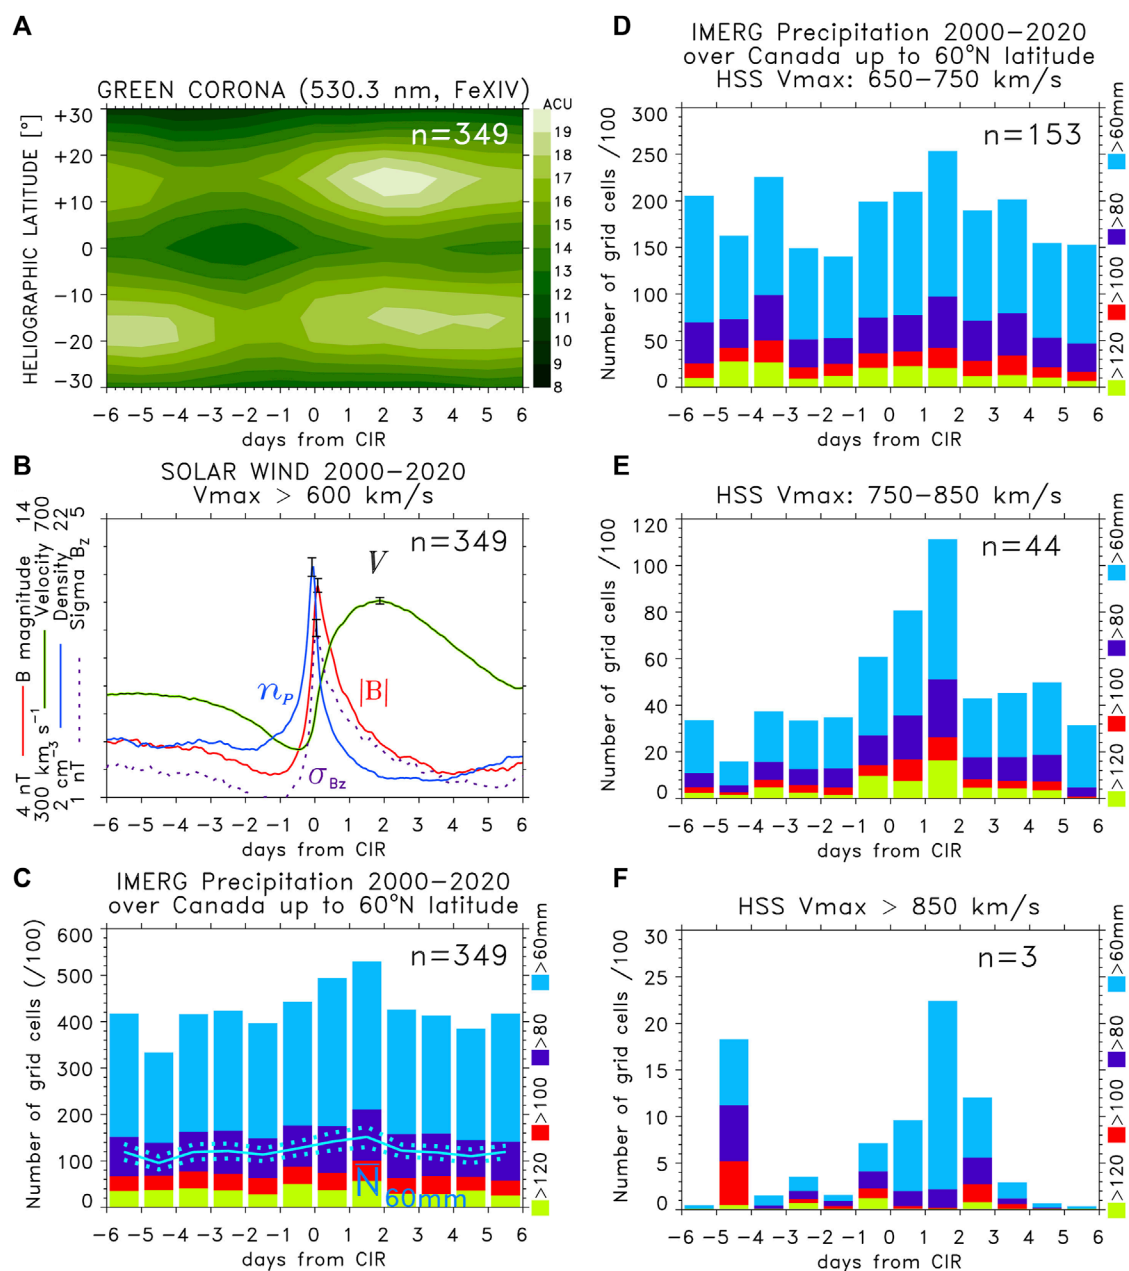 A
GREEN CORONA (530.3 nm, FeXIV)
ACU
n=349
HELIOGRAPHIC LATITUDE [°]
+30
+20
+10
0
−10
−20
−30
19
18
17
16
15
14
13
12
11
10
9
8
−6 −5 −4 −3 −2 −1 0 1 2 3 4 5 6
days from CIR
B
SOLAR WIND 2000−2020
Vmax > 600 km/s
n=349
4 nT B magnitude 14
300 km s⁻¹ Velocity 700
2 cm³ Density 22
1 nT Sigma Bz 5
V
nP
|B|
σBz
−6 −5 −4 −3 −2 −1 0 1 2 3 4 5 6
days from CIR
C
IMERG Precipitation 2000−2020
over Canada up to 60°N latitude
n=349
Number of grid cells (/100)
600
500
400
300
200
100
0
N60mm
>120 >100 >80 >60mm
−6 −5 −4 −3 −2 −1 0 1 2 3 4 5 6
days from CIR
D
IMERG Precipitation 2000−2020
over Canada up to 60°N latitude
HSS Vmax: 650−750 km/s
n=153
Number of grid cells /100
300
250
200
150
100
50
0
>120 >100 >80 >60mm
−6 −5 −4 −3 −2 −1 0 1 2 3 4 5 6
days from CIR
E
HSS Vmax: 750−850 km/s
n=44
Number of grid cells /100
120
100
80
60
40
20
0
>120 >100 >80 >60mm
−6 −5 −4 −3 −2 −1 0 1 2 3 4 5 6
days from CIR
F
HSS Vmax > 850 km/s
n=3
Number of grid cells /100
30
25
20
15
10
5
0
>120 >100 >80 >60mm
−6 −5 −4 −3 −2 −1 0 1 2 3 4 5 6
days from CIR